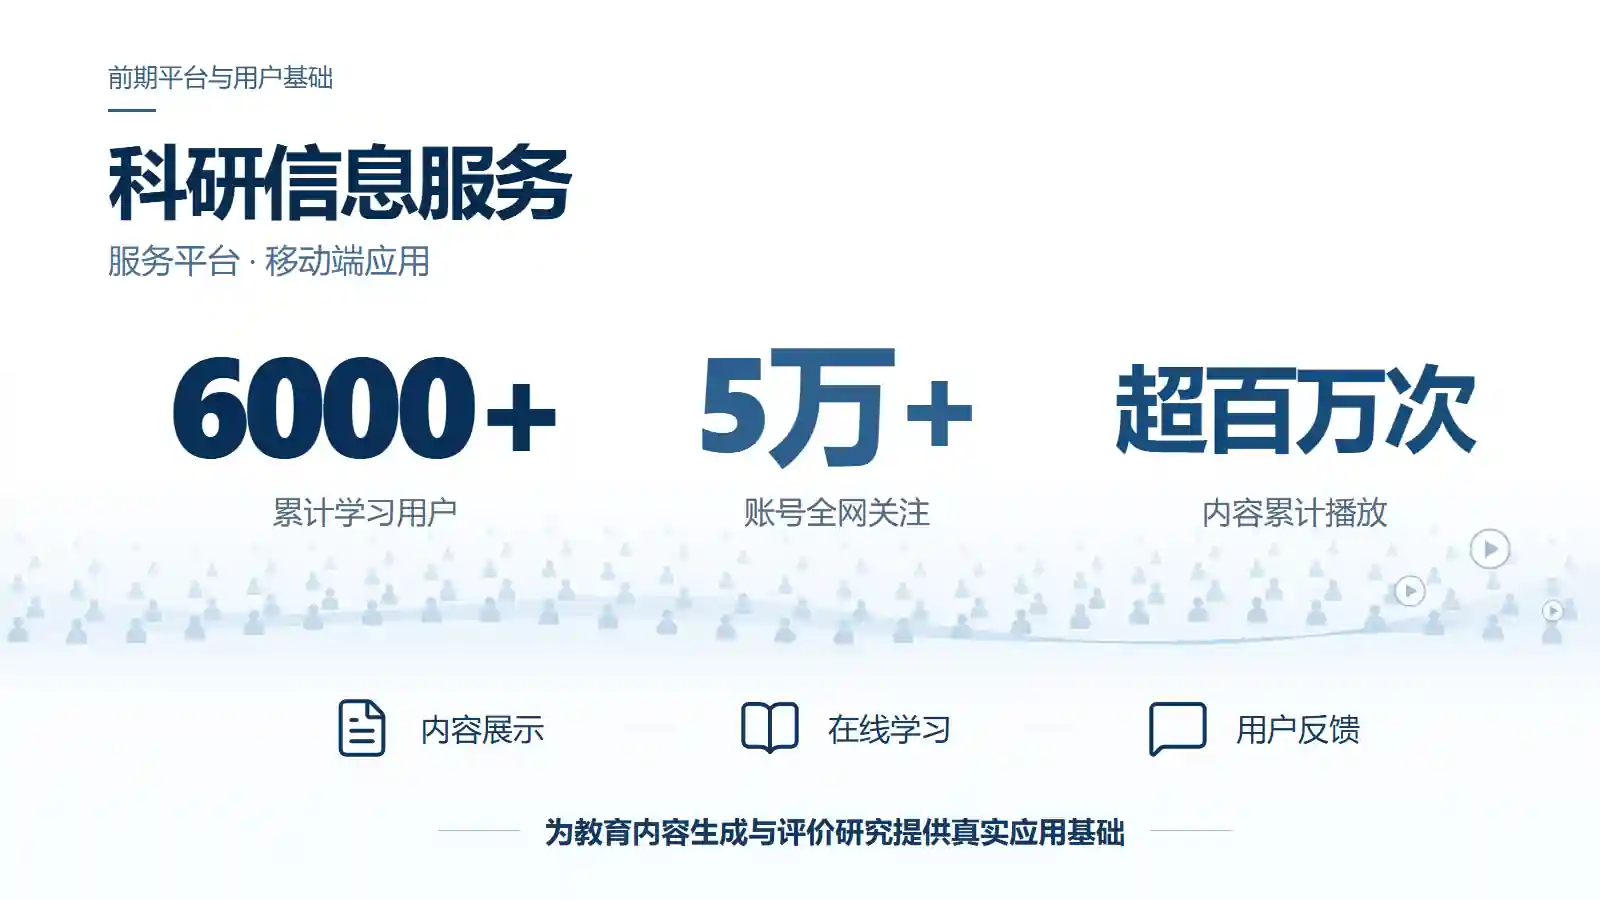 前期平台与用户基础
科研信息服务
服务平台 · 移动端应用
6000+
累计学习用户
5万+
账号全网关注
超百万次
内容累计播放
内容展示
在线学习
用户反馈
为教育内容生成与评价研究提供真实应用基础